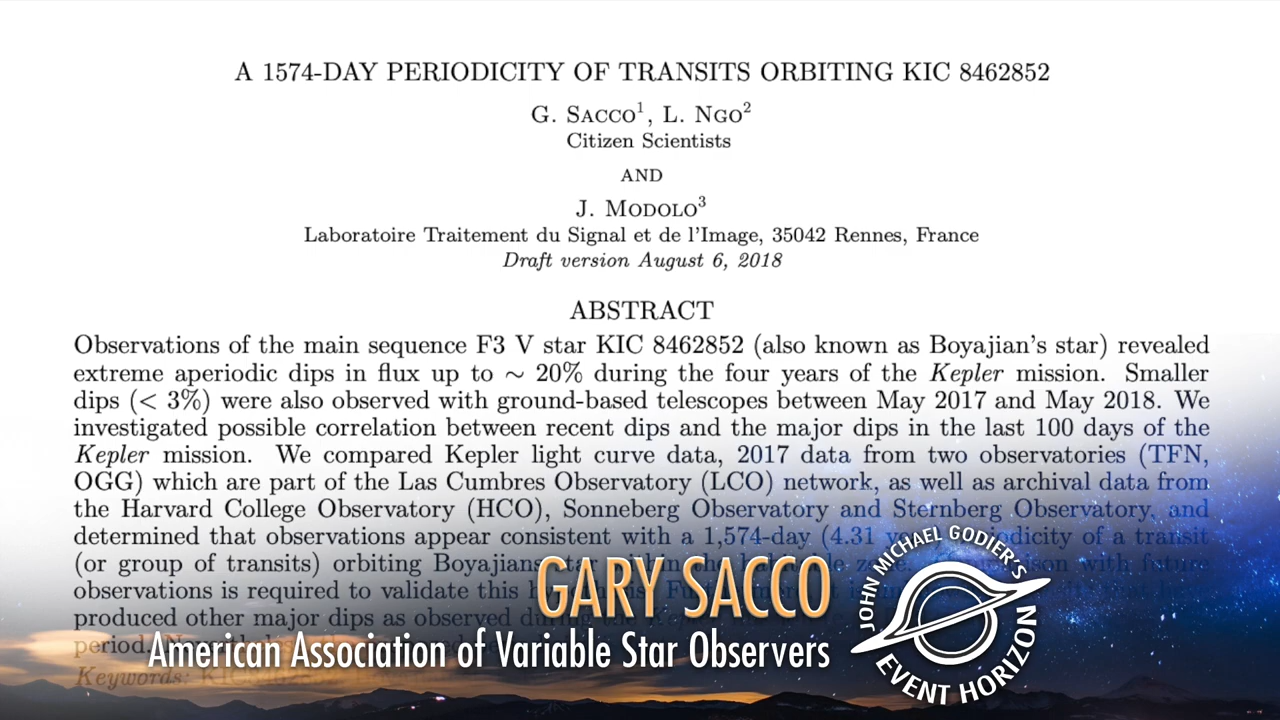 A 1574-DAY PERIODICITY OF TRANSITS ORBITING KIC 8462852
G. SACCO¹, L. NGO²
Citizen Scientists
AND
J. MODOLO³
Laboratoire Traitement du Signal et de l'Image, 35042 Rennes, France
Draft version August 6, 2018
ABSTRACT
Observations of the main sequence F3 V star KIC 8462852 (also known as Boyajian's star) revealed
extreme aperiodic dips in flux up to ~ 20% during the four years of the Kepler mission. Smaller
dips (< 3%) were also observed with ground-based telescopes between May 2017 and May 2018. We
investigated possible correlation between recent dips and the major dips in the last 100 days of the
Kepler mission. We compared Kepler light curve data, 2017 data from two observatories (TFN,
OGG) which are part of the Las Cumbres Observatory (LCO) network, as well as archival data from
the Harvard College Observatory (HCO), Sonneberg Observatory and Sternberg Observatory, and
determined that observations appear consistent with a 1,574-day (4.31 of a transit
(or group of transits) orbiting Boyajians with future
observations is required to validate this
produced other major dips as observed
period.
Keywords:
GARY SACCO
American Association of Variable Star Observers
JOHN MICHAEL GODIER'S
EVENT HORIZON